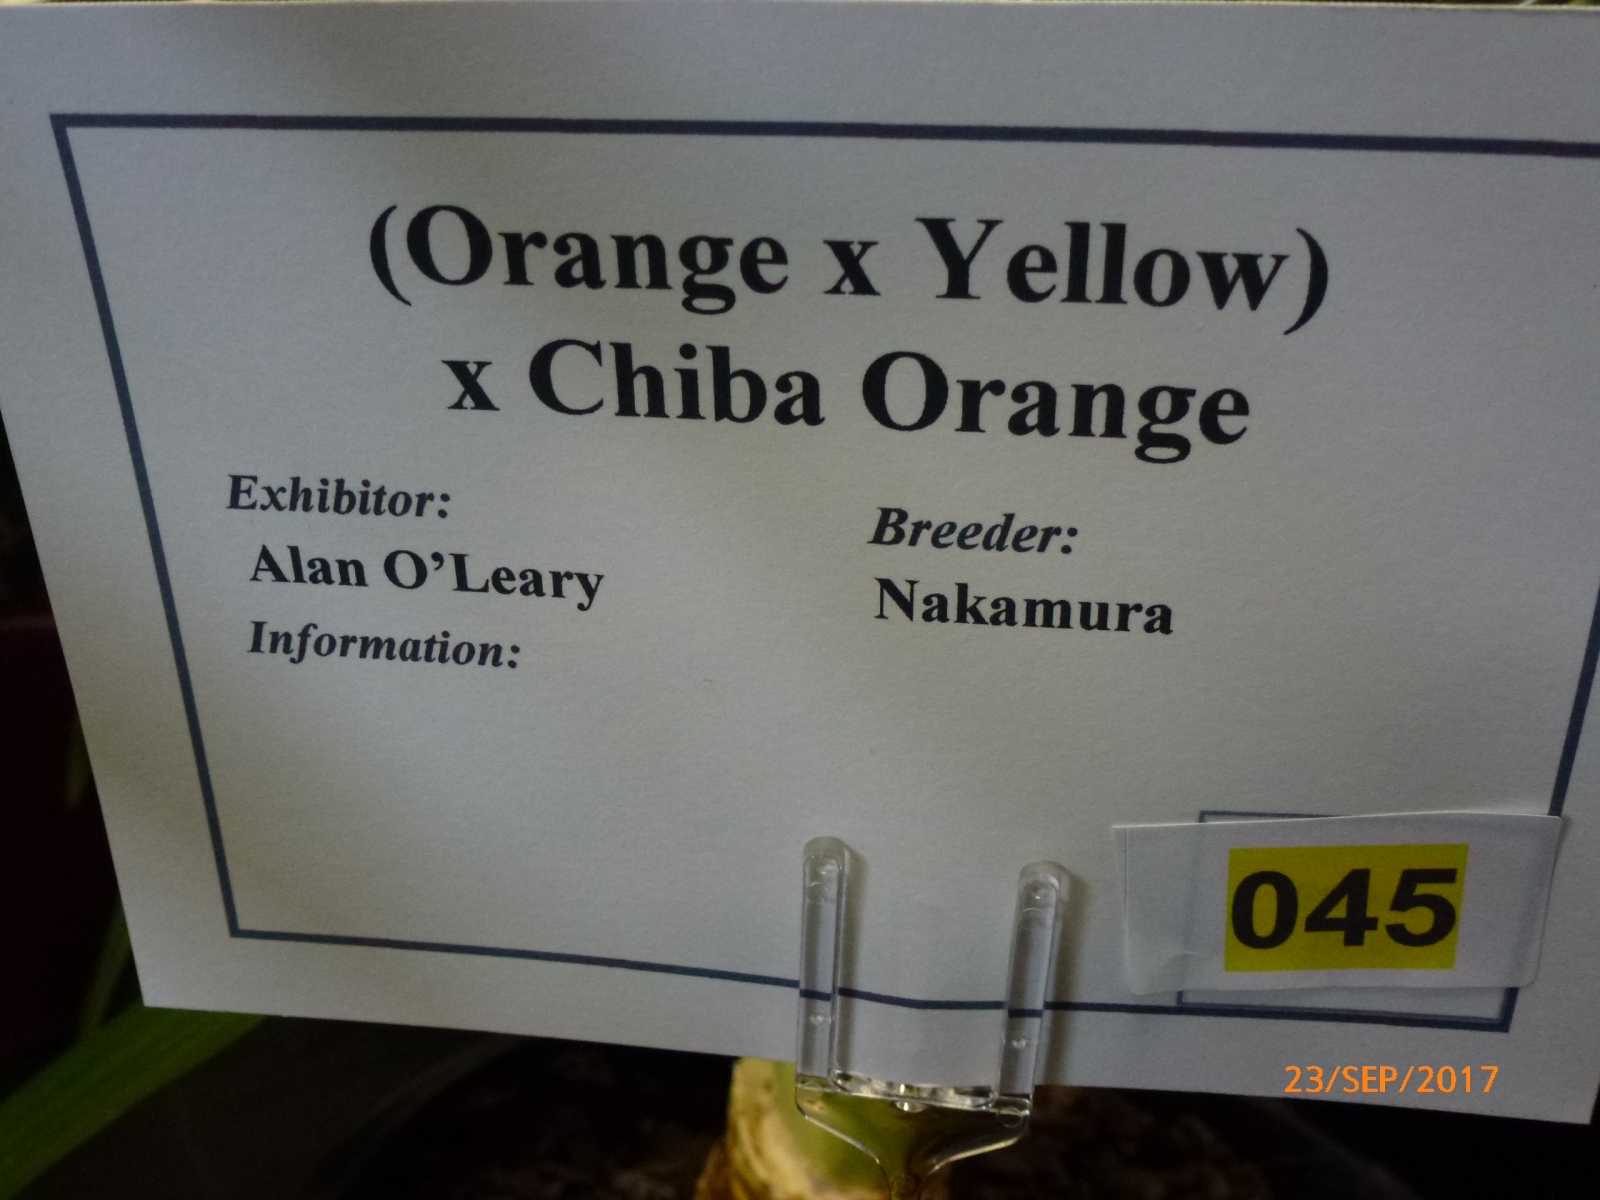 (Orange x Yellow)
x Chiba Orange
Exhibitor:
Alan O’Leary
Breeder:
Nakamura
Information:
045
23/SEP/2017